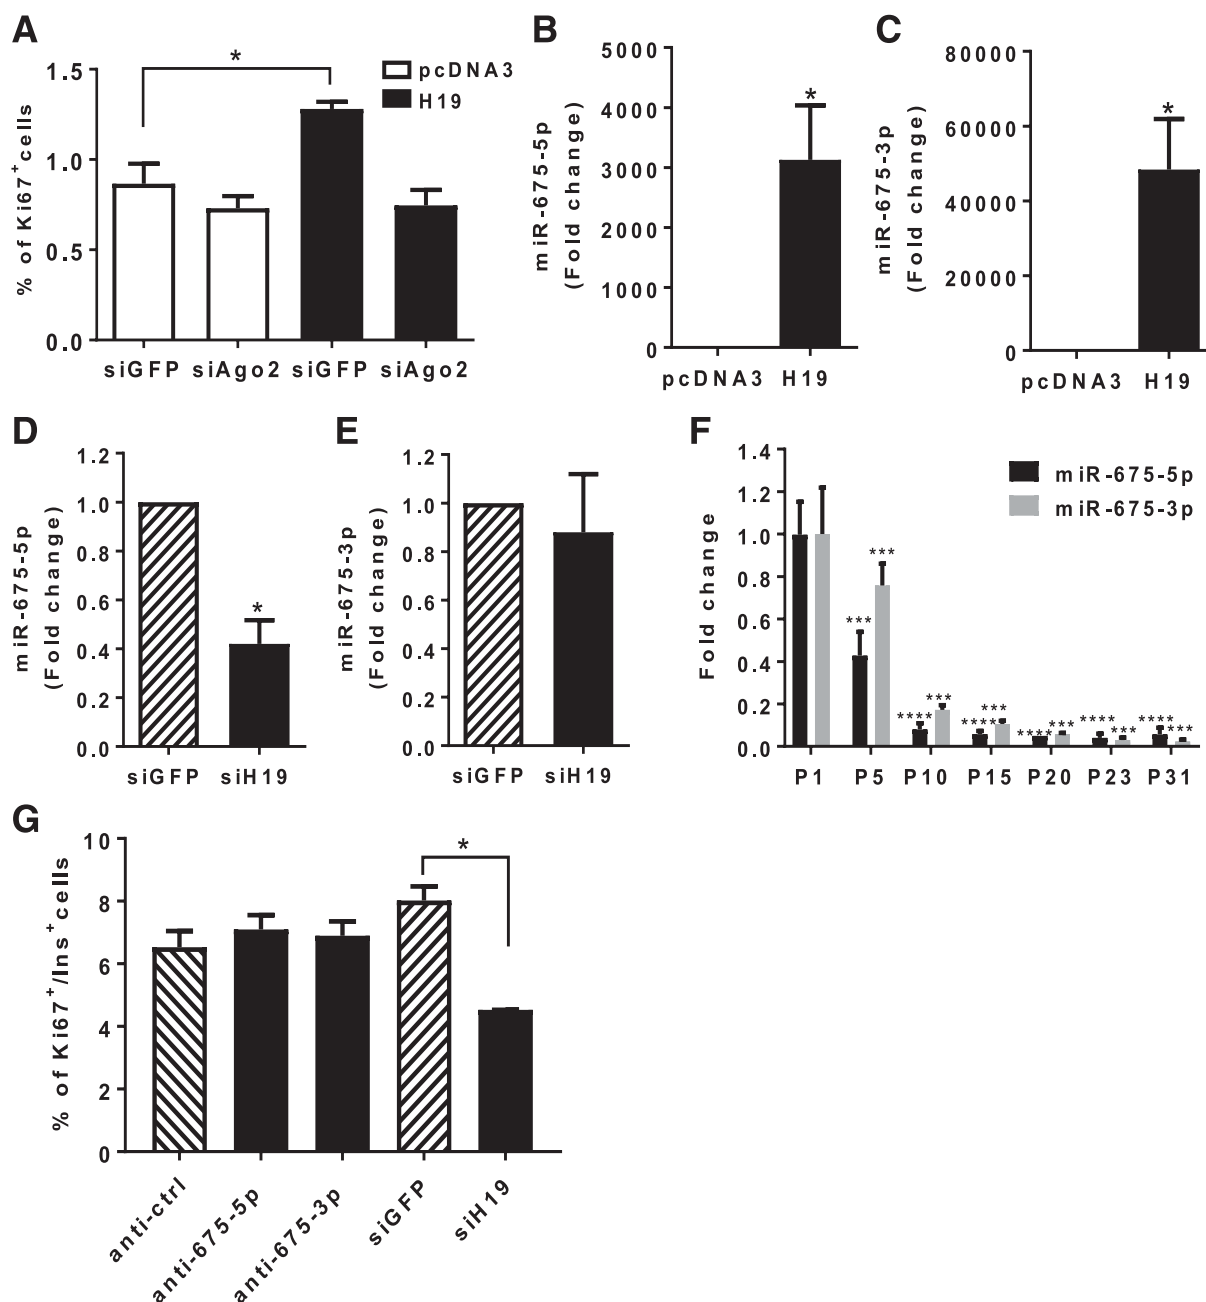 A
% of Ki67+cells
1.5
1.0
0.5
0.0
*
pcDNA3
H19
siGFP siAgo2 siGFP siAgo2
B
miR-675-5p
(Fold change)
5000
4000
3000
2000
1000
0
*
pcDNA3 H19
C
miR-675-3p
(Fold change)
80000
60000
40000
20000
0
*
pcDNA3 H19
D
miR-675-5p
(Fold change)
1.2
1.0
0.8
0.6
0.4
0.2
0.0
*
siGFP siH19
E
miR-675-3p
(Fold change)
1.2
1.0
0.8
0.6
0.4
0.2
0.0
siGFP siH19
F
Fold change
1.4
1.2
1.0
0.8
0.6
0.4
0.2
0.0
miR-675-5p
miR-675-3p
*** ***
**** ***
**** ***
**** ***
**** ***
**** ***
P1 P5 P10 P15 P20 P23 P31
G
% of Ki67+/Ins+cells
10
8
6
4
2
0
*
anti-ctrl
anti-675-5p
anti-675-3p
siGFP
siH19